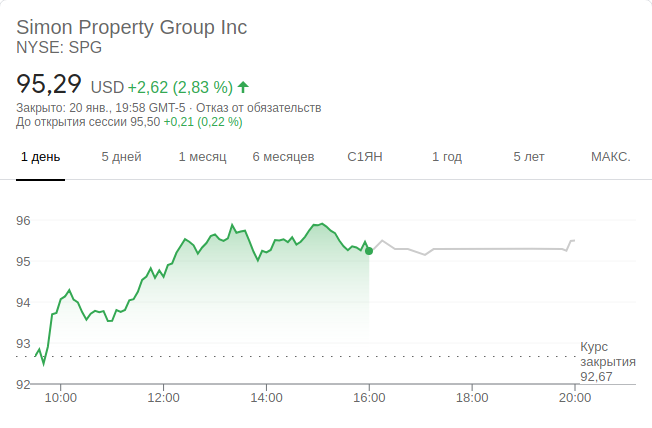 Simon Property Group Inc
NYSE: SPG
95,29 USD +2,62 (2,83 %)
Закрыто: 20 янв., 19:58 GMT-5 · Отказ от обязательств
До открытия сессии 95,50 +0,21 (0,22 %)
1 день 5 дней 1 месяц 6 месяцев С1ЯН 1 год 5 лет МАКС.
96
95
94
93
92
Курс
закрытия
92,67
10:00 12:00 14:00 16:00 18:00 20:00